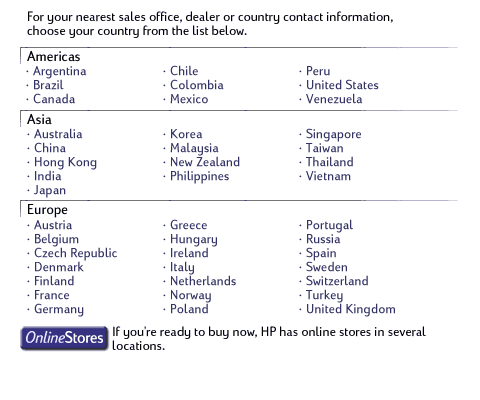 For your nearest sales office, dealer or country contact information,
choose your country from the list below.
Americas
· Argentina · Chile · Peru
· Brazil · Colombia · United States
· Canada · Mexico · Venezuela
Asia
· Australia · Korea · Singapore
· China · Malaysia · Taiwan
· Hong Kong · New Zealand · Thailand
· India · Philippines · Vietnam
· Japan
Europe
· Austria · Greece · Portugal
· Belgium · Hungary · Russia
· Czech Republic · Ireland · Spain
· Denmark · Italy · Sweden
· Finland · Netherlands · Switzerland
· France · Norway · Turkey
· Germany · Poland · United Kingdom
OnlineStores
If you're ready to buy now, HP has online stores in several
locations.